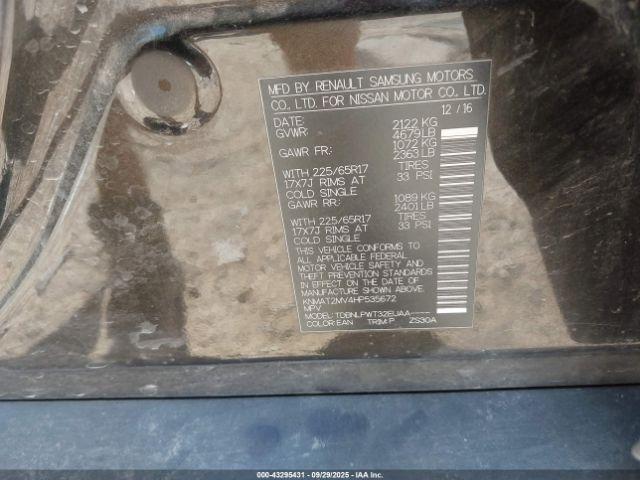 MFD BY RENAULT SAMSUNG MOTORS
CO., LTD. FOR NISSAN MOTOR CO., LTD.
DATE: 12 / 16
GVWR: 2122 KG
4679 LB
GAWR FR: 1072 KG
2363 LB
WITH 225/65R17 TIRES
17X7J RIMS AT 33 PSI
COLD SINGLE
GAWR RR: 1089 KG
2401 LB
WITH 225/65R17 TIRES
17X7J RIMS AT 33 PSI
COLD SINGLE
THIS VEHICLE CONFORMS TO
ALL APPLICABLE FEDERAL
MOTOR VEHICLE SAFETY AND
THEFT PREVENTION STANDARDS
IN EFFECT ON THE DATE OF
MANUFACTURE SHOWN ABOVE.
KNMAT2MV4HP535672
MPV
MODEL: TDBNLPWT32EUAA----
COLOR:EAN TRIM:P ZS30A
000-43295431 - 09/29/2025 - IAA, Inc.